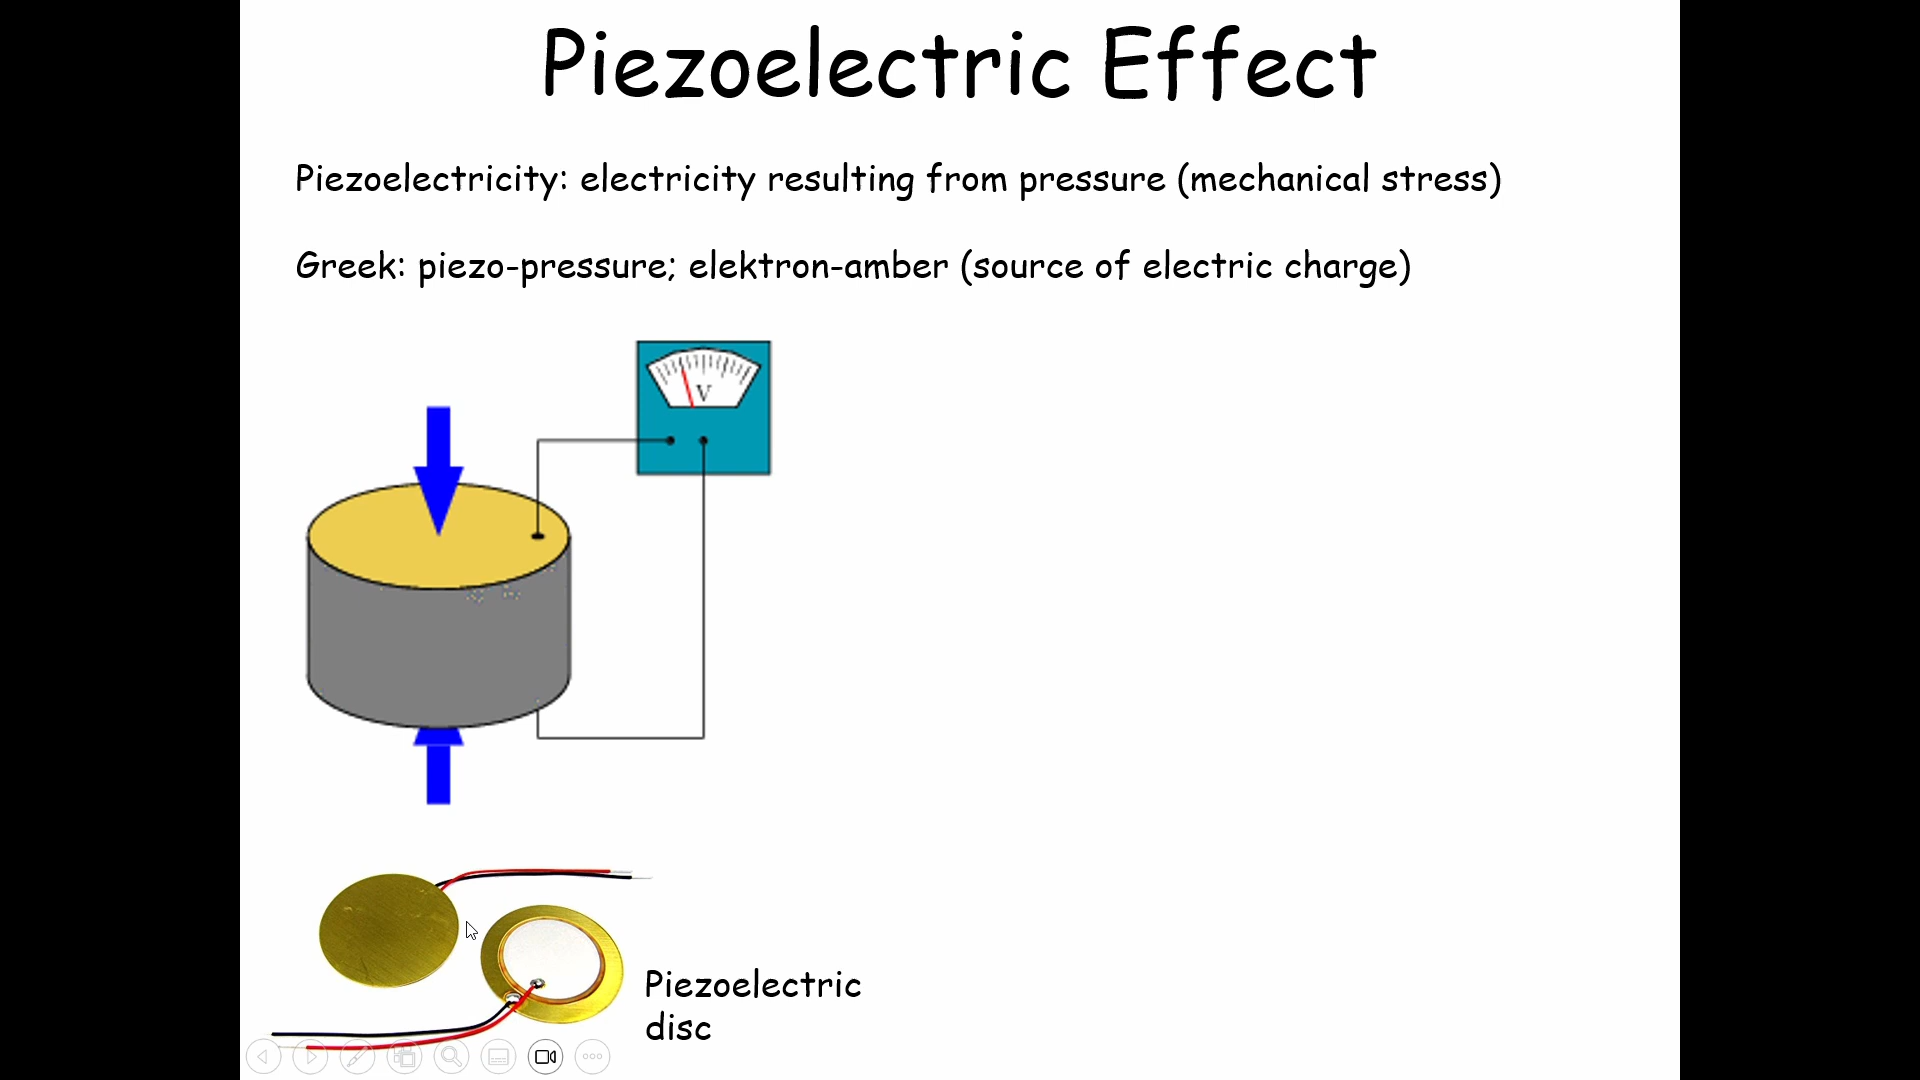 Piezoelectric Effect
Piezoelectricity: electricity resulting from pressure (mechanical stress)
Greek: piezo-pressure; elektron-amber (source of electric charge)
V
Piezoelectric
disc